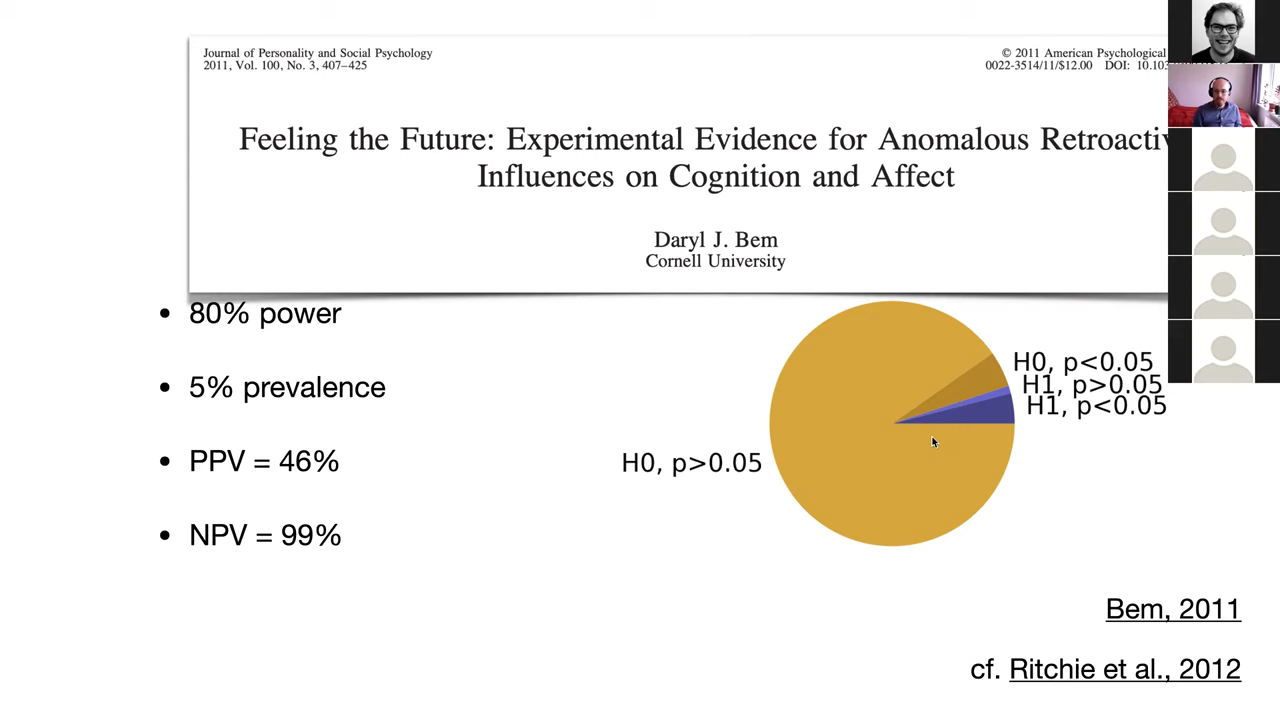 Journal of Personality and Social Psychology
2011, Vol. 100, No. 3, 407–425
© 2011 American Psychological
0022-3514/11/$12.00 DOI:
Feeling the Future: Experimental Evidence for Anomalous
Influences on Cognition and Affect
Daryl J. Bem
Cornell University
• 80% power
• 5% prevalence
• PPV = 46%
• NPV = 99%
H0, p<0.05
H1, p>0.05
H1, p<0.05
H0, p>0.05
Bem, 2011
cf. Ritchie et al., 2012